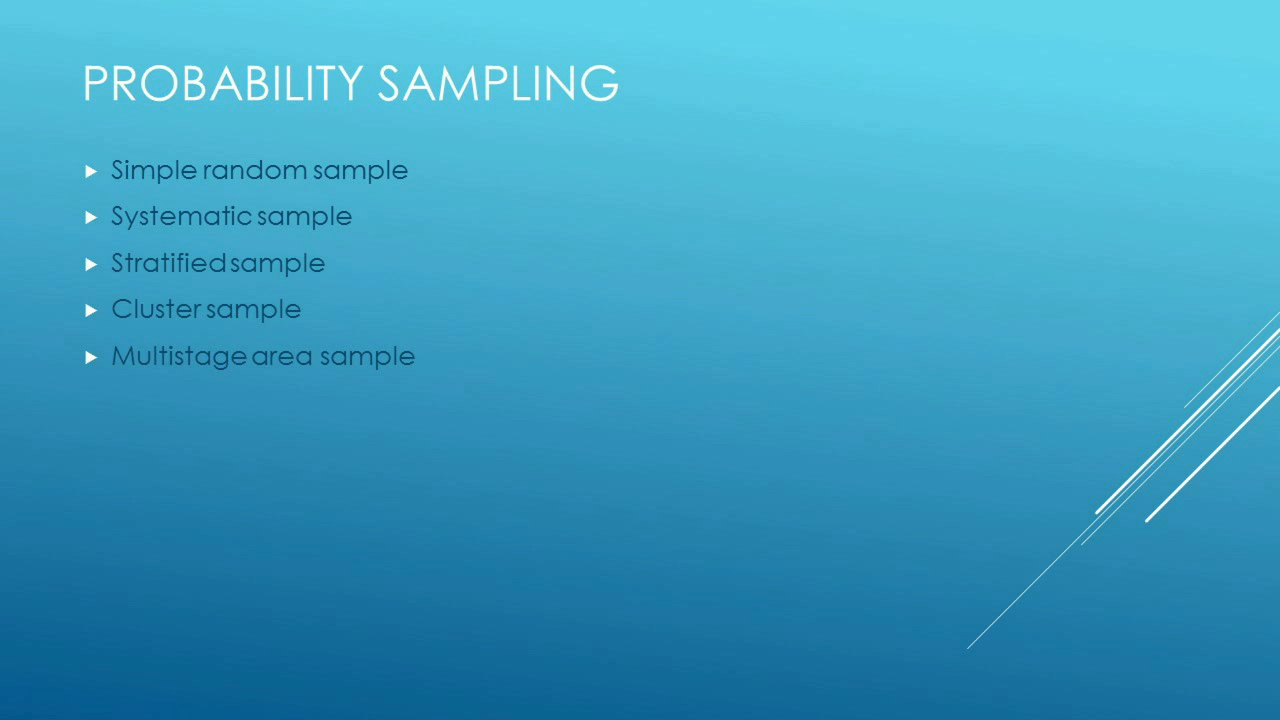 PROBABILITY SAMPLING
Simple random sample
Systematic sample
Stratified sample
Cluster sample
Multistage area sample